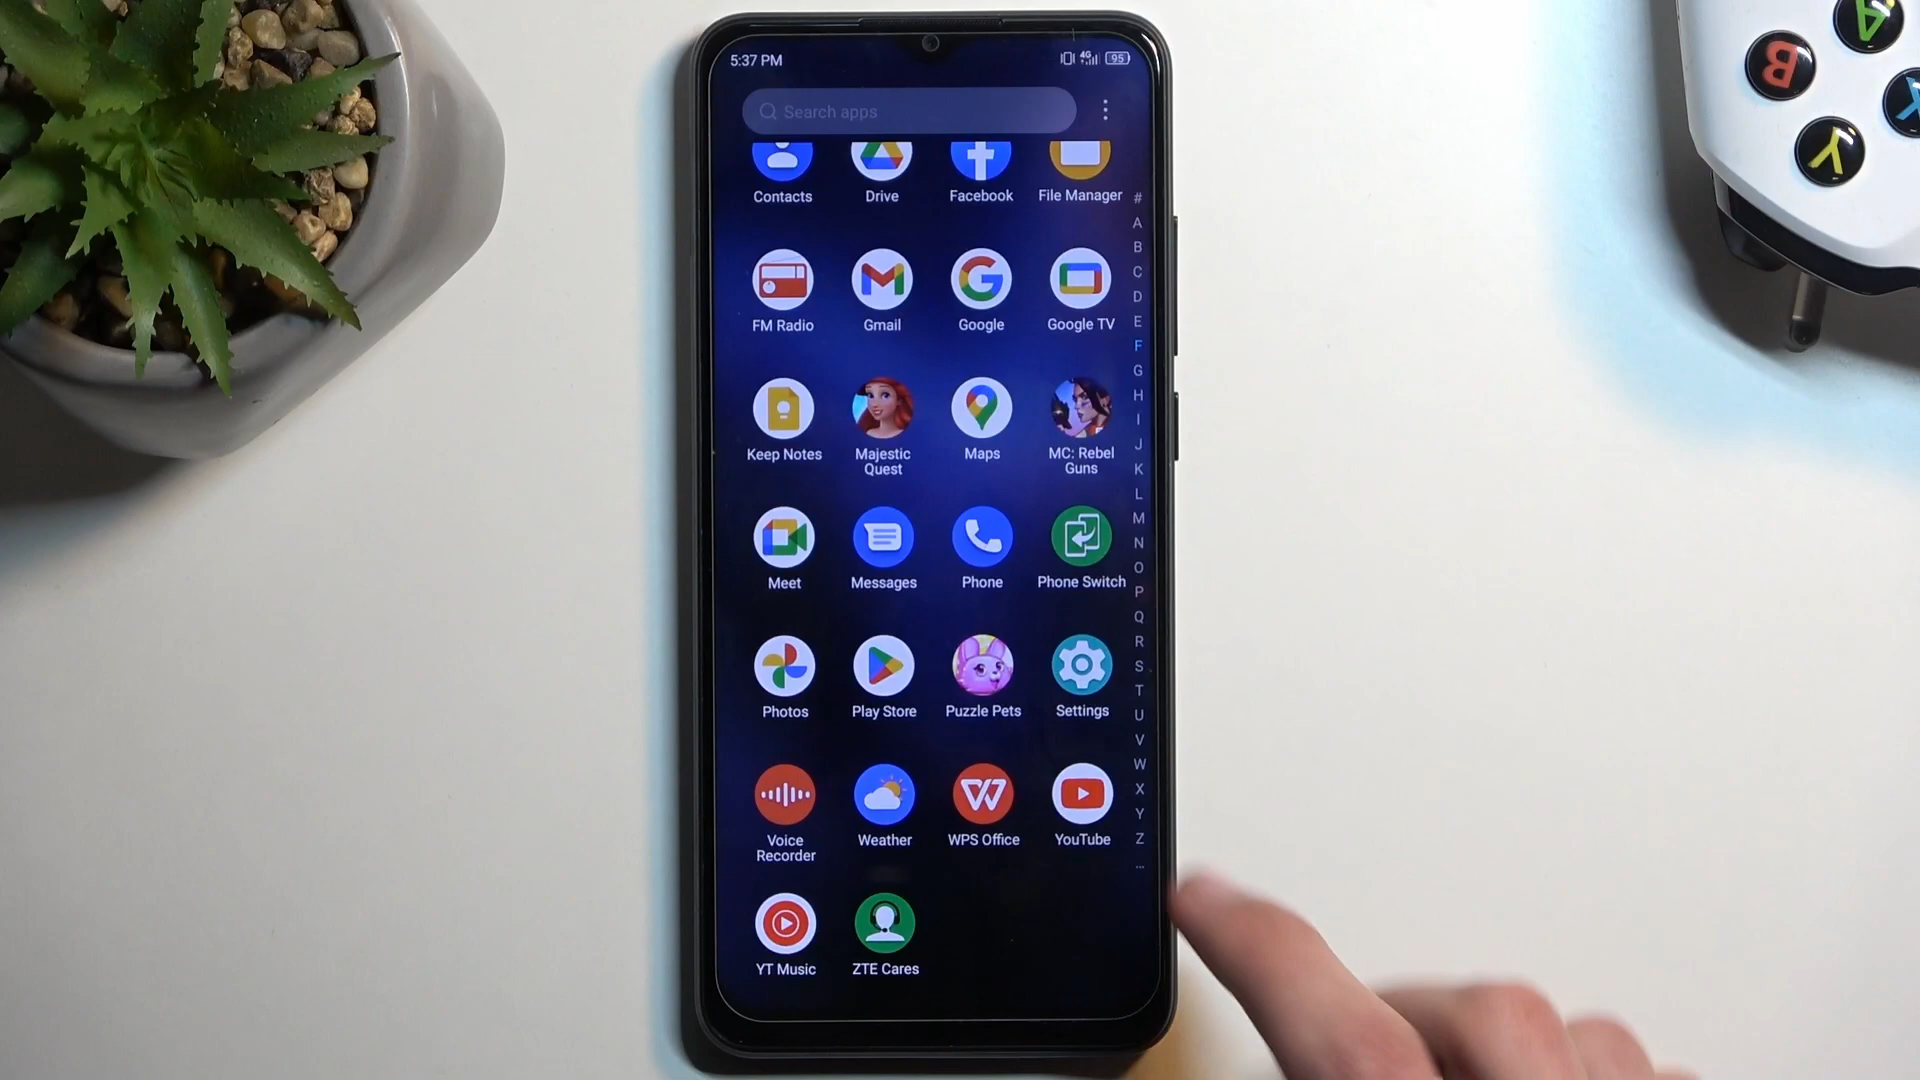 5:37 PM
4G
95
Search apps
Contacts
Drive
Facebook
File Manager
FM Radio
Gmail
Google
Google TV
Keep Notes
Majestic
Quest
Maps
MC: Rebel
Guns
Meet
Messages
Phone
Phone Switch
Photos
Play Store
Puzzle Pets
Settings
Voice
Recorder
Weather
WPS Office
YouTube
YT Music
ZTE Cares
#
A
B
C
D
E
F
G
H
I
J
K
L
M
N
O
P
Q
R
S
T
U
V
W
X
Y
Z
...
A
B
X
Y